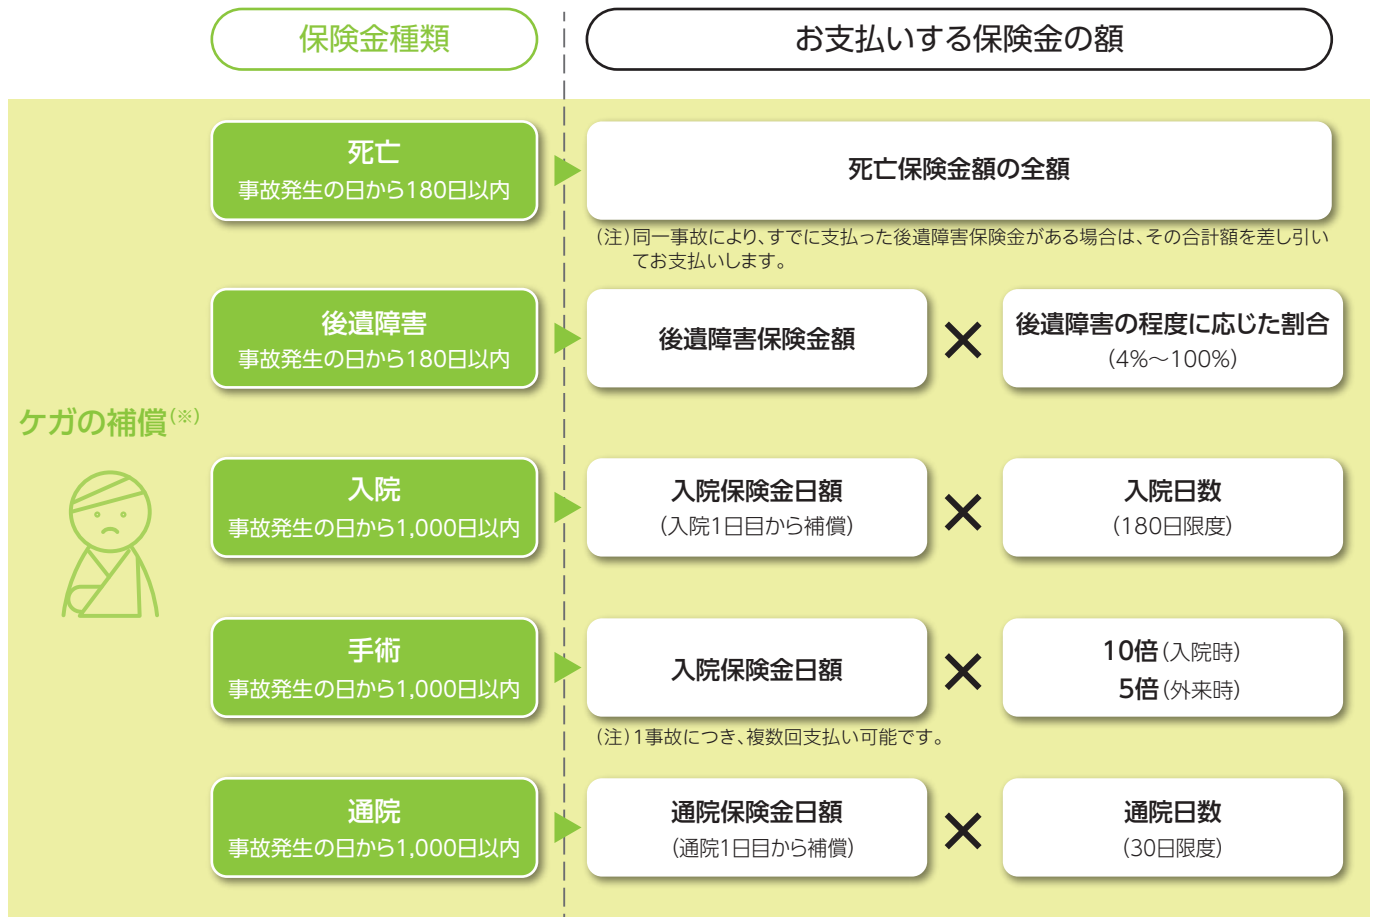 保険金種類
お支払いする保険金の額
ケガの補償(※)
死亡
事故発生の日から180日以内
死亡保険金額の全額
(注)同一事故により、すでに支払った後遺障害保険金がある場合は、その合計額を差し引い
てお支払いします。
後遺障害
事故発生の日から180日以内
後遺障害保険金額
×
後遺障害の程度に応じた割合
(4%~100%)
入院
事故発生の日から1,000日以内
入院保険金日額
(入院1日目から補償)
×
入院日数
(180日限度)
手術
事故発生の日から1,000日以内
入院保険金日額
×
10倍(入院時)
5倍(外来時)
(注)1事故につき、複数回支払い可能です。
通院
事故発生の日から1,000日以内
通院保険金日額
(通院1日目から補償)
×
通院日数
(30日限度)